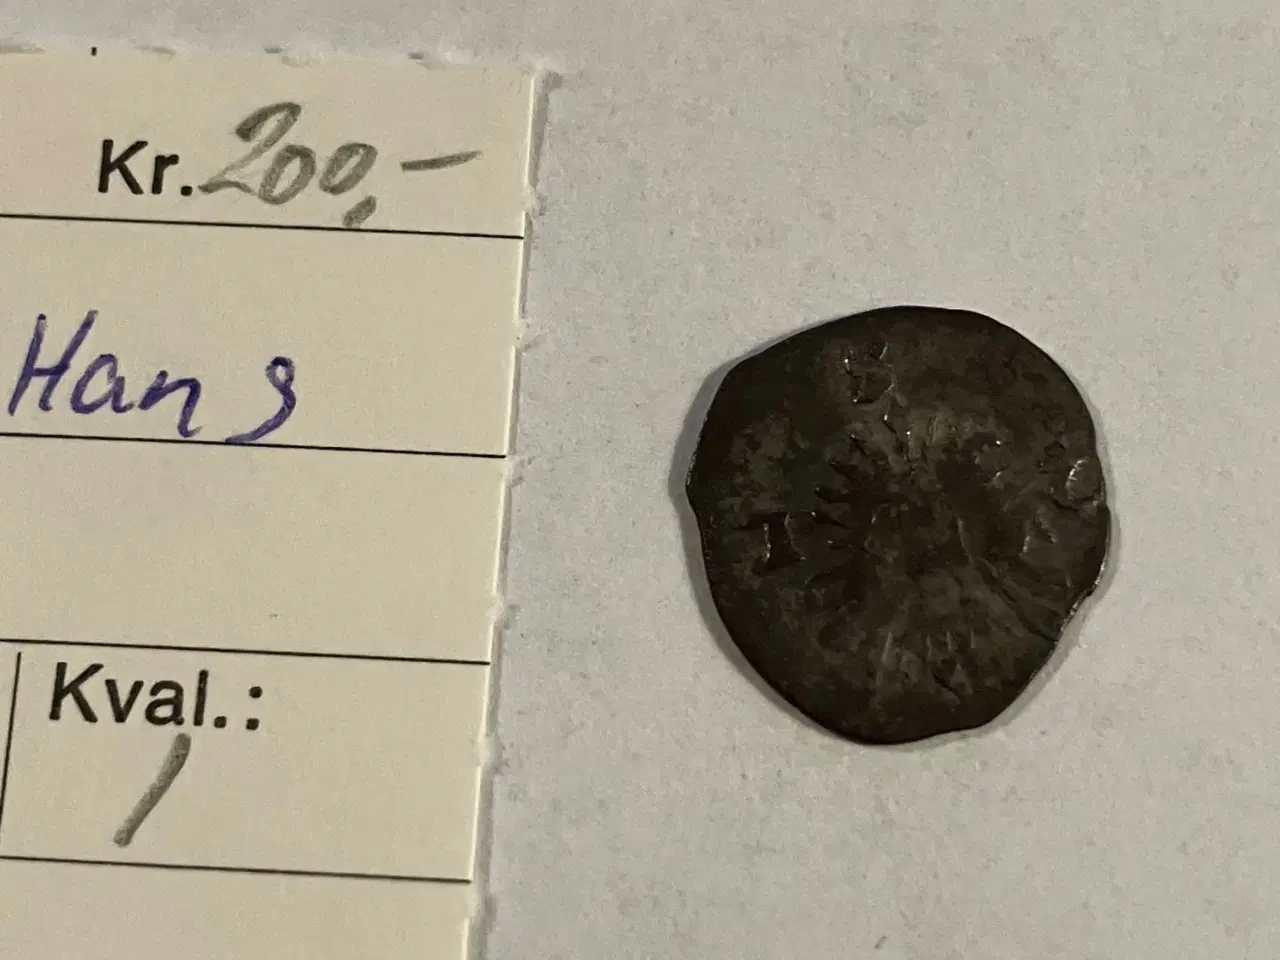 Kr. 200,-
Hans
Kval.:
1
B
I